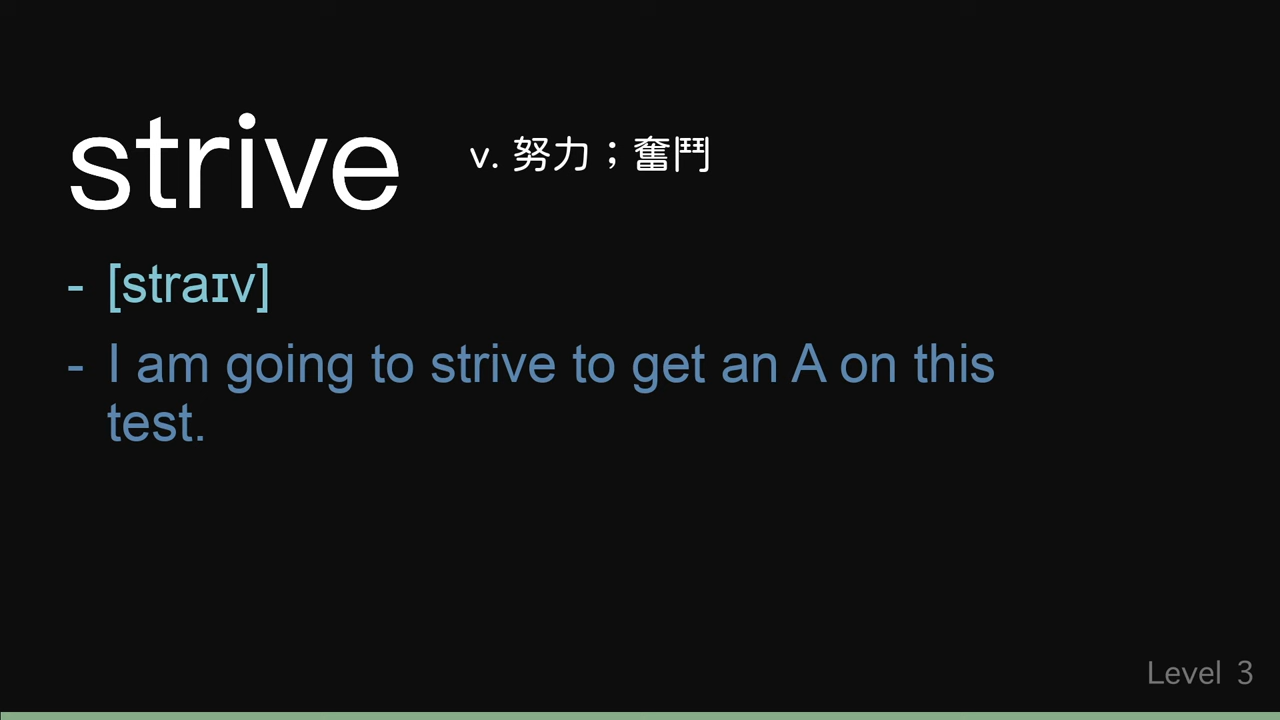 strive v. 努力；奮鬥
- [straɪv]
- I am going to strive to get an A on this
test.
Level 3